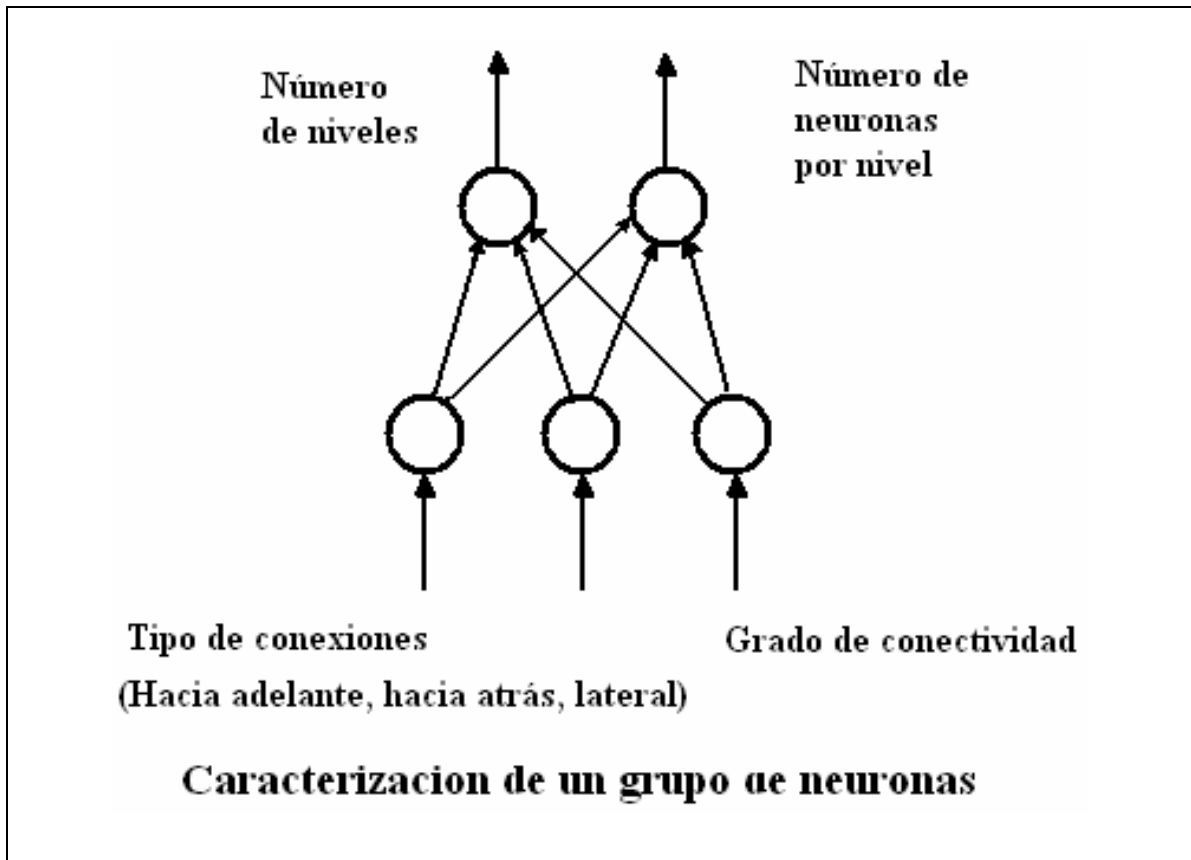 Número
de niveles
Número de
neuronas
por nivel
Tipo de conexiones
(Hacia adelante, hacia atrás, lateral)
Grado de conectividad
Caracterizacion de un grupo de neuronas